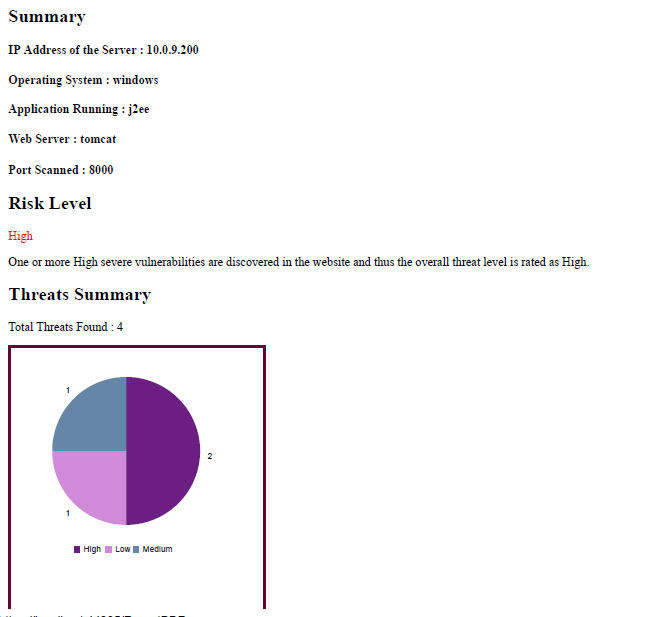 Summary
IP Address of the Server : 10.0.9.200
Operating System : windows
Application Running : j2ee
Web Server : tomcat
Port Scanned : 8000
Risk Level
High
One or more High severe vulnerabilities are discovered in the website and thus the overall threat level is rated as High.
Threats Summary
Total Threats Found : 4
1
2
1
High Low Medium